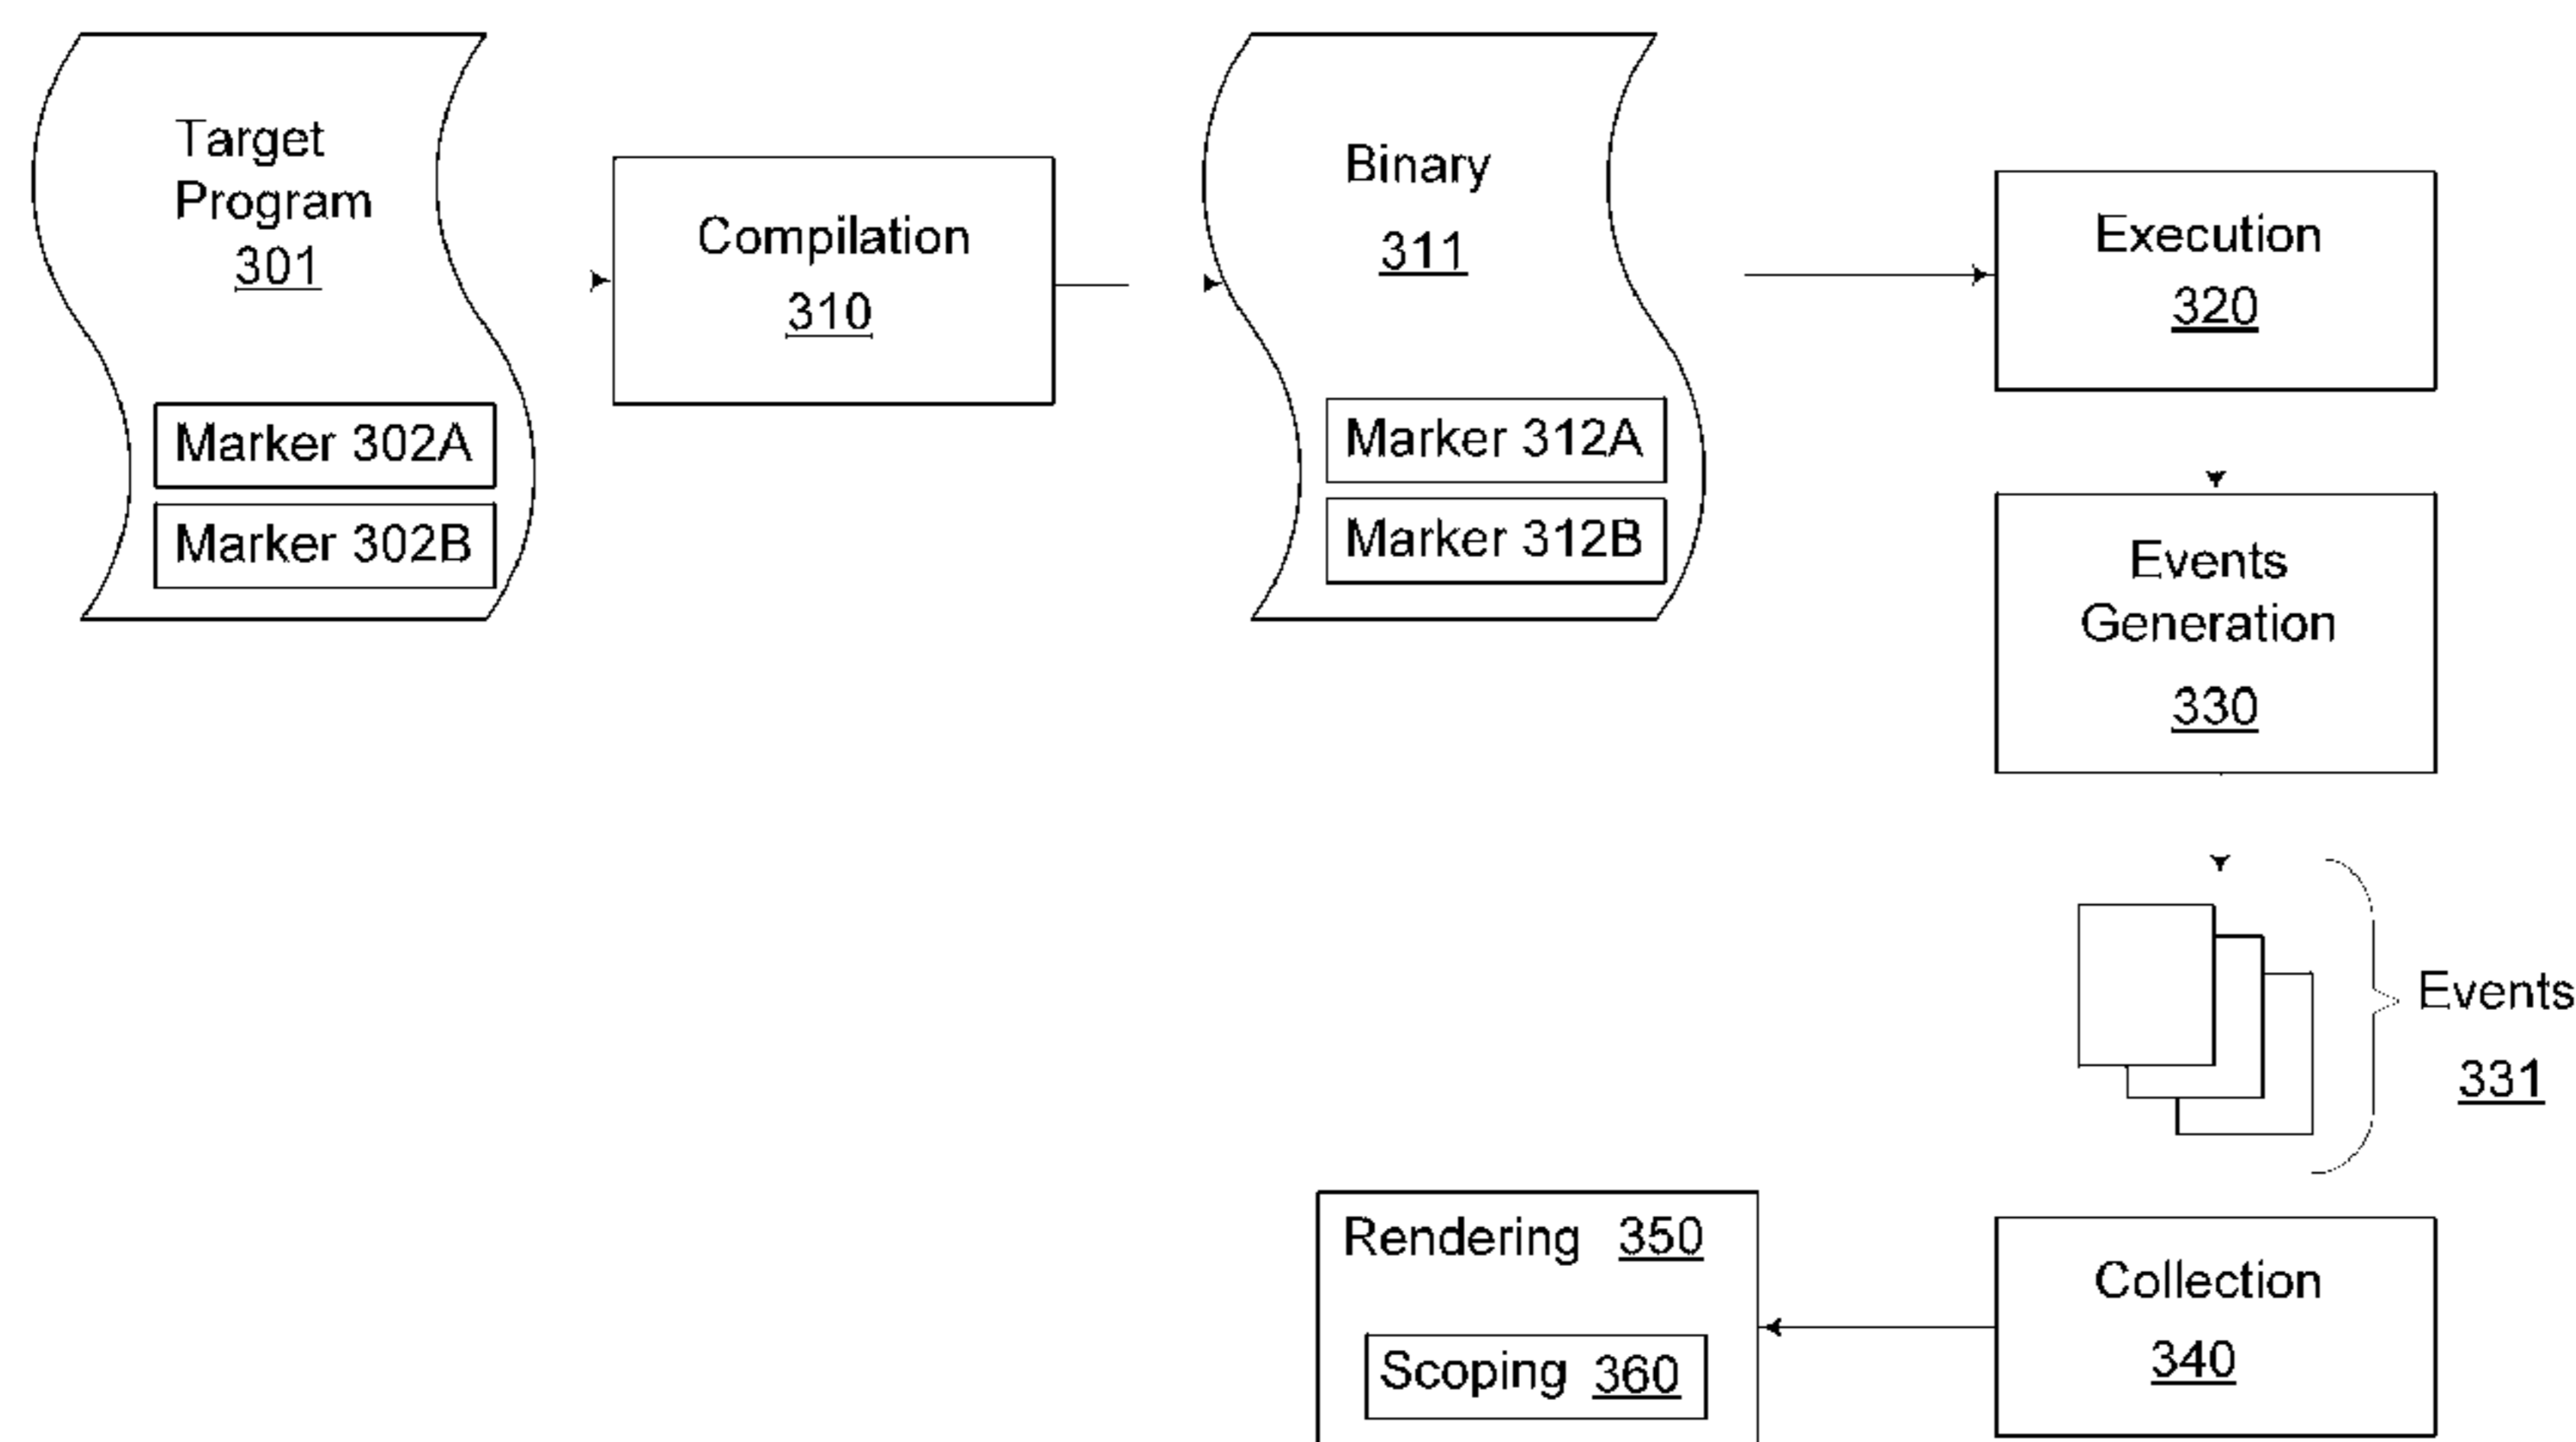 Target
Program
301
Marker 302A
Marker 302B
Compilation
310
Binary
311
Marker 312A
Marker 312B
Execution
320
Events
Generation
330
Events
331
Collection
340
Rendering 350
Scoping 360